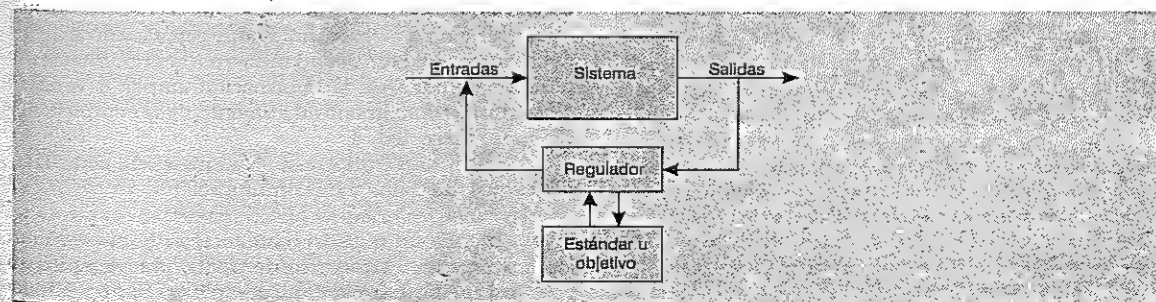 Entradas
Sistema
Salidas
Regulador
Estándar u
objetivo